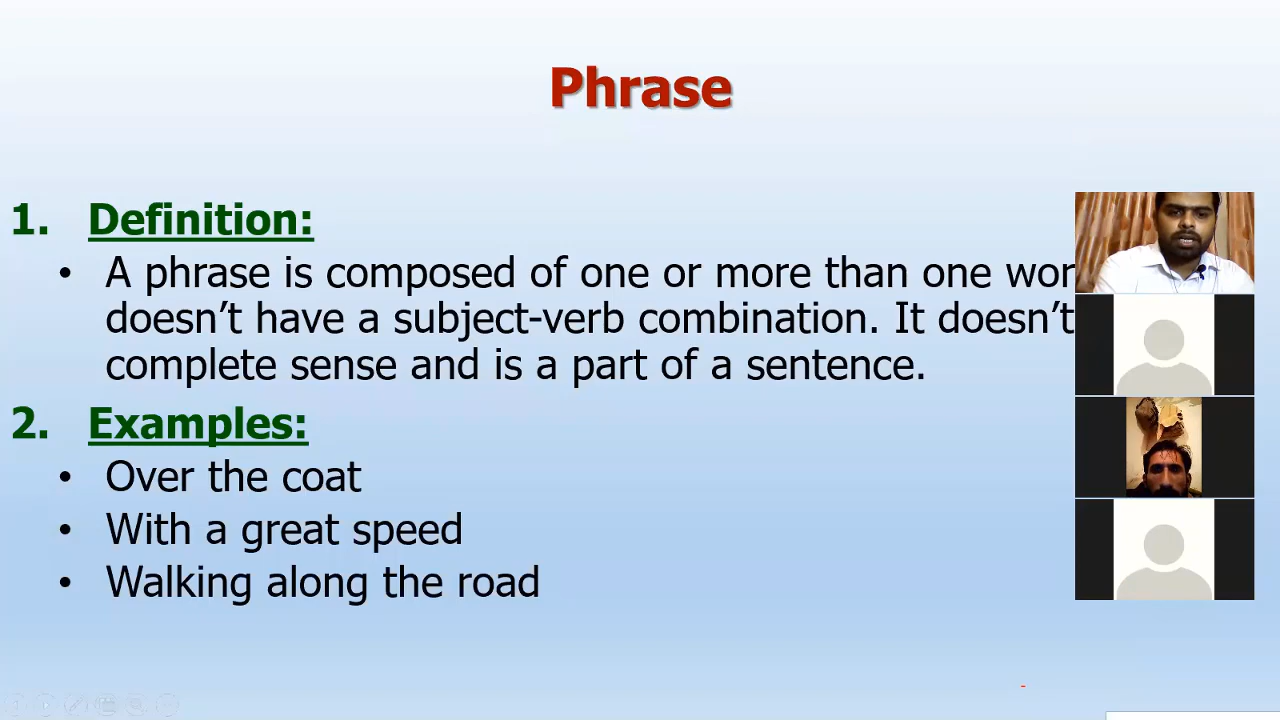 Phrase
1. Definition:
• A phrase is composed of one or more than one
doesn’t have a subject-verb combination. It doesn’t
complete sense and is a part of a sentence.
2. Examples:
• Over the coat
• With a great speed
• Walking along the road